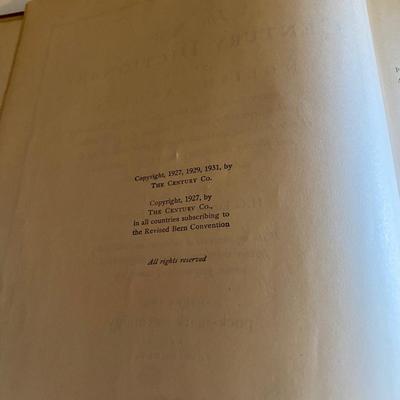 Copyright, 1927, 1929, 1931, by
THE CENTURY CO.
Copyright, 1927, by
THE CENTURY CO.,
in all countries subscribing to
the Revised Bern Convention
All rights reserved